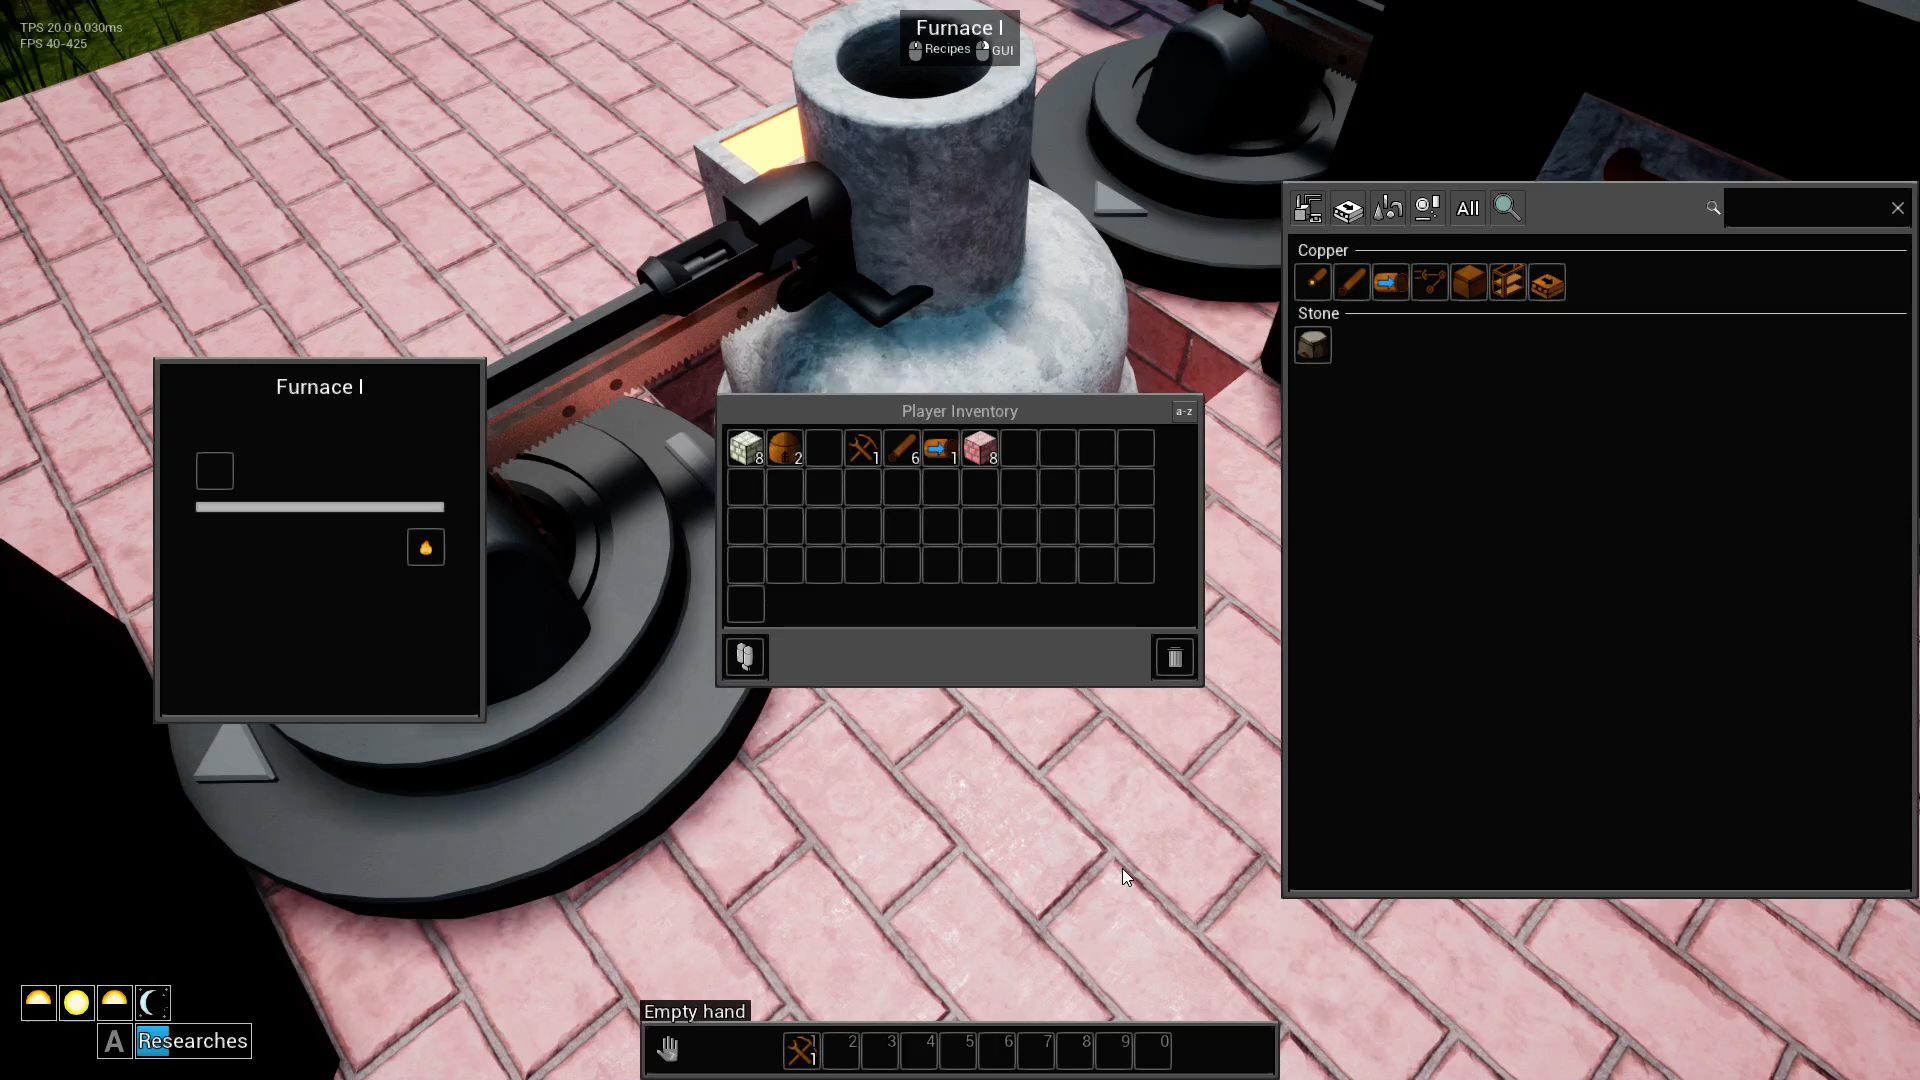 TPS 20.0 0.030ms
FPS 40-425
Furnace I
Recipes GUI
All
Copper
Stone
Furnace I
Player Inventory
a-z
8 2 1 6 1 8
Empty hand
1 1 2 3 4 5 6 7 8 9 0
A Researches